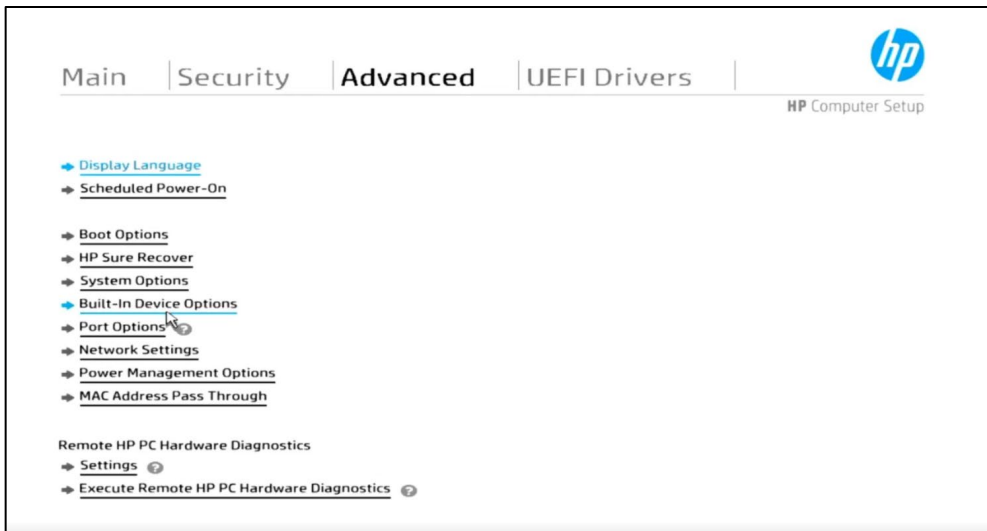 hp
Main Security Advanced UEFI Drivers
HP Computer Setup
Display Language
Scheduled Power-On
Boot Options
HP Sure Recover
System Options
Built-In Device Options
Port Options ?
Network Settings
Power Management Options
MAC Address Pass Through
Remote HP PC Hardware Diagnostics
Settings ?
Execute Remote HP PC Hardware Diagnostics ?